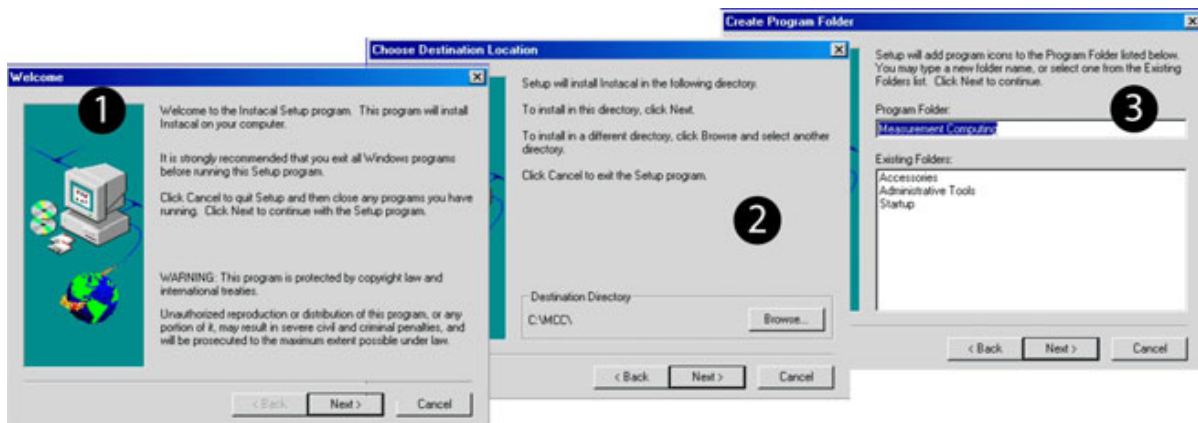 Welcome
1
Welcome to the Instacal Setup program. This program will install
Instacal on your computer.
It is strongly recommended that you exit all Windows programs
before running this Setup program.
Click Cancel to quit Setup and then close any programs you have
running. Click Next to continue with the Setup program.
WARNING: This program is protected by copyright law and
international treaties.
Unauthorized reproduction or distribution of this program, or any
portion of it, may result in severe civil and criminal penalties, and
will be prosecuted to the maximum extent possible under law.
< Back
Next >
Cancel
Choose Destination Location
Setup will install Instacal in the following directory.
To install in this directory, click Next.
To install in a different directory, click Browse and select another
directory.
Click Cancel to exit the Setup program.
2
Destination Directory
C:\MCC\
Browse...
< Back
Next >
Cancel
Create Program Folder
Setup will add program icons to the Program Folder listed below.
You may type a new folder name, or select one from the Existing
Folders list. Click Next to continue.
3
Program Folder:
Measurement Computing
Existing Folders:
Accessories
Administrative Tools
Startup
< Back
Next >
Cancel